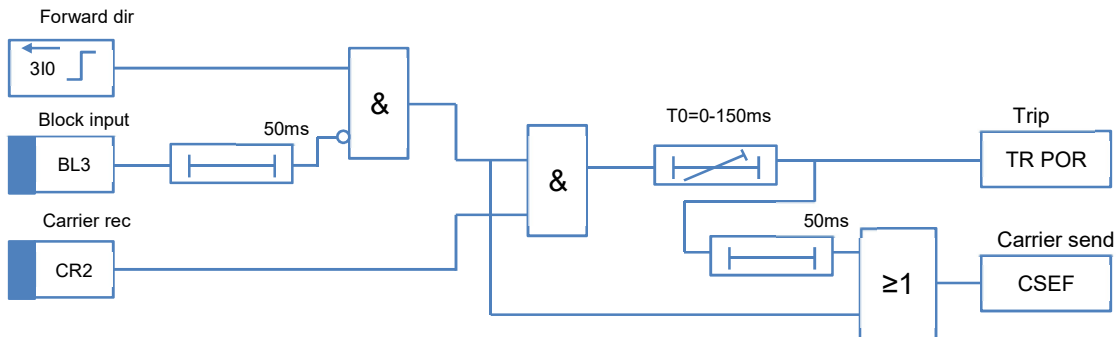 Forward dir
3I0
&
Block input
50ms
BL3
T0=0-150ms
Trip
TR POR
&
Carrier rec
CR2
50ms
≥1
Carrier send
CSEF